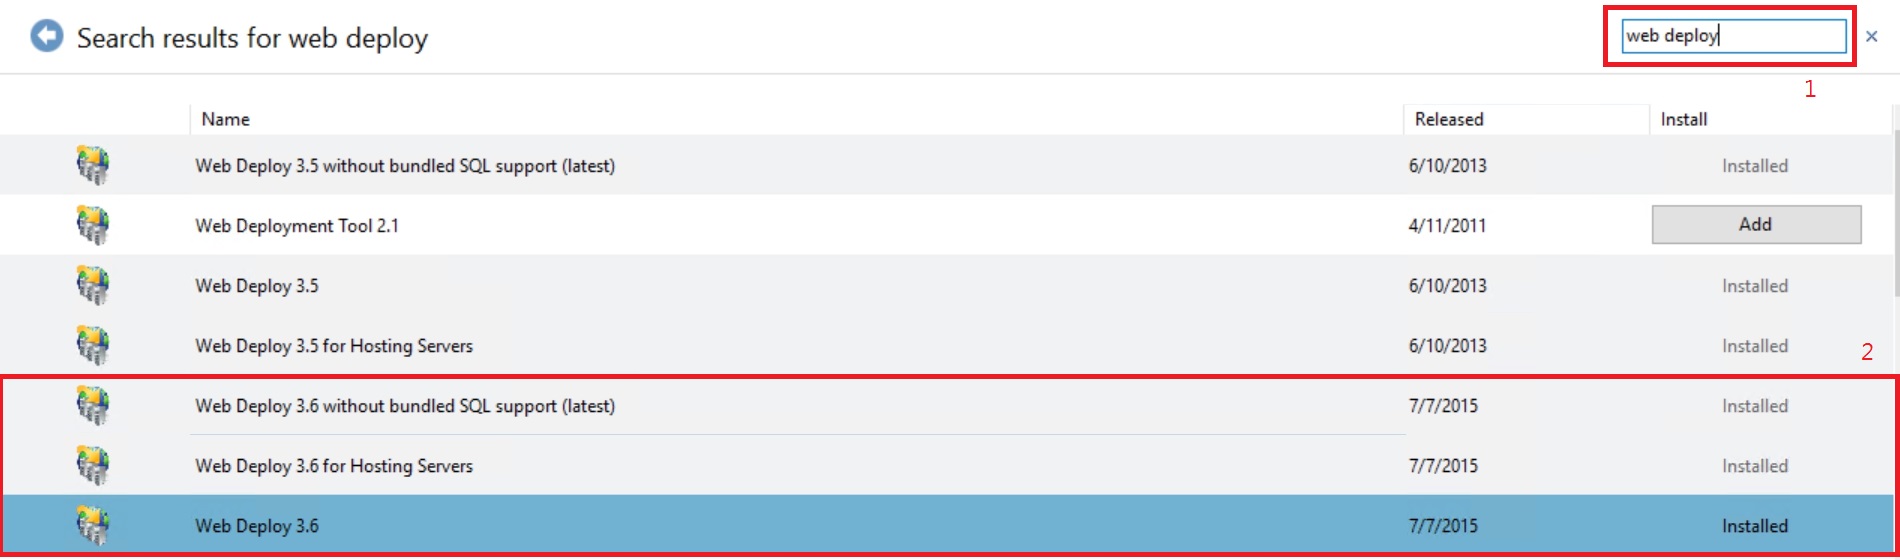 Search results for web deploy
web deploy
×
1
Name Released Install
Web Deploy 3.5 without bundled SQL support (latest) 6/10/2013 Installed
Web Deployment Tool 2.1 4/11/2011 Add
Web Deploy 3.5 6/10/2013 Installed
Web Deploy 3.5 for Hosting Servers 6/10/2013 Installed
2
Web Deploy 3.6 without bundled SQL support (latest) 7/7/2015 Installed
Web Deploy 3.6 for Hosting Servers 7/7/2015 Installed
Web Deploy 3.6 7/7/2015 Installed